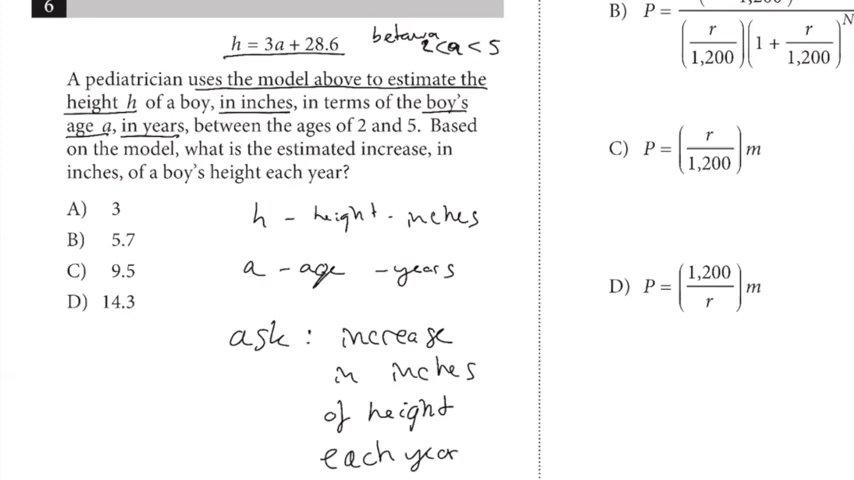 6
h = 3a + 28.6
2 < a < 5
A pediatrician uses the model above to estimate the
height h of a boy, in inches, in terms of the boy's
age a, in years, between the ages of 2 and 5. Based
on the model, what is the estimated increase, in
inches, of a boy's height each year?
A) 3
B) 5.7
C) 9.5
D) 14.3
h - height - inches
a - age - years
ask : increase
in inches
of height
each year
B) P = (r/1,200)(1 + r/1,200)^N
C) P = (r/1,200) m
D) P = (1,200/r) m